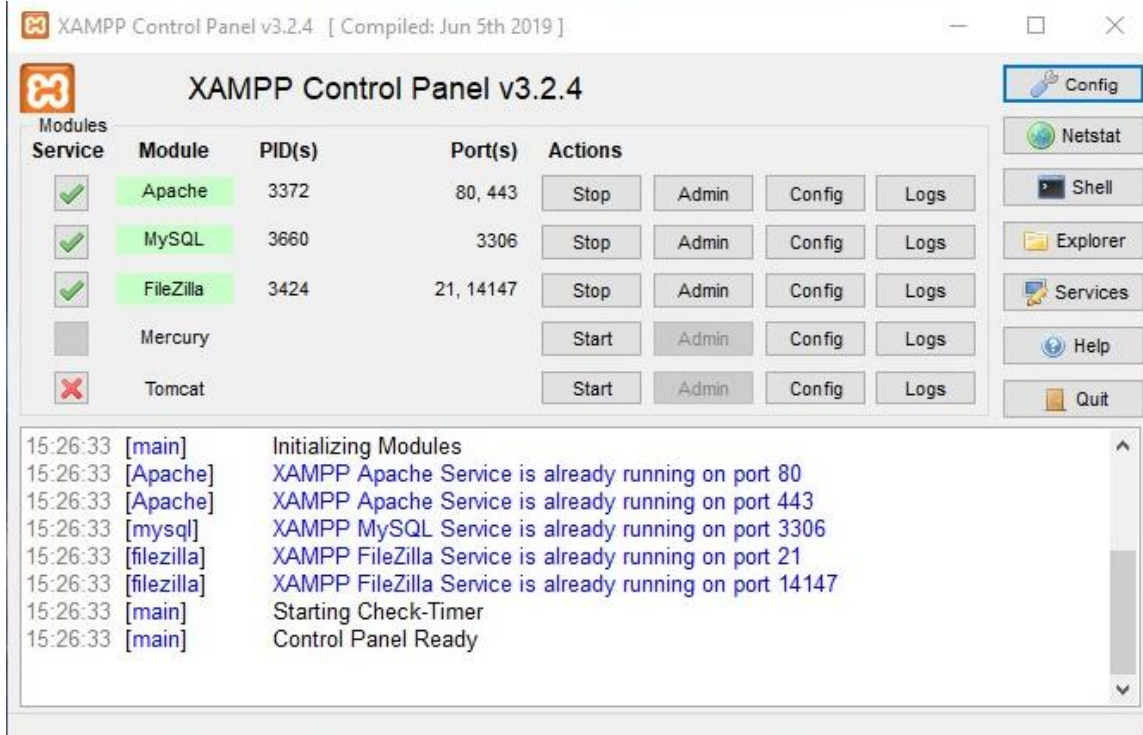 XAMPP Control Panel v3.2.4 [ Compiled: Jun 5th 2019 ]
XAMPP Control Panel v3.2.4
Config
Modules
Service Module PID(s) Port(s) Actions
Netstat
Apache 3372 80, 443 Stop Admin Config Logs
Shell
MySQL 3660 3306 Stop Admin Config Logs
Explorer
FileZilla 3424 21, 14147 Stop Admin Config Logs
Services
Mercury Start Admin Config Logs
Help
Tomcat Start Admin Config Logs
Quit
15:26:33 [main] Initializing Modules
15:26:33 [Apache] XAMPP Apache Service is already running on port 80
15:26:33 [Apache] XAMPP Apache Service is already running on port 443
15:26:33 [mysql] XAMPP MySQL Service is already running on port 3306
15:26:33 [filezilla] XAMPP FileZilla Service is already running on port 21
15:26:33 [filezilla] XAMPP FileZilla Service is already running on port 14147
15:26:33 [main] Starting Check-Timer
15:26:33 [main] Control Panel Ready